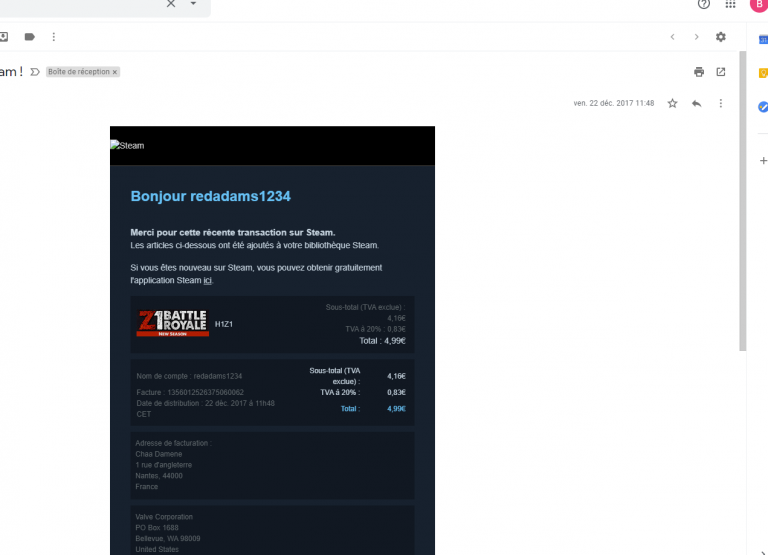 B
am !
Boîte de réception ×
ven. 22 déc. 2017 11:48
Steam
Bonjour redadams1234
Merci pour cette récente transaction sur Steam.
Les articles ci-dessous ont été ajoutés à votre bibliothèque Steam.
Si vous êtes nouveau sur Steam, vous pouvez obtenir gratuitement
l'application Steam ici.
Z1 BATTLE
ROYALE
NEW SEASON
H1Z1
Sous-total (TVA exclue) :
4,16€
TVA à 20% : 0,83€
Total : 4,99€
Nom de compte : redadams1234
Facture : 1356012526375060062
Date de distribution : 22 déc. 2017 à 11h48
CET
Sous-total (TVA
exclue) :
4,16€
TVA à 20% :
0,83€
Total :
4,99€
Adresse de facturation :
Chaa Damene
1 rue d'angleterre
Nantes, 44000
France
Valve Corporation
PO Box 1688
Bellevue, WA 98009
United States